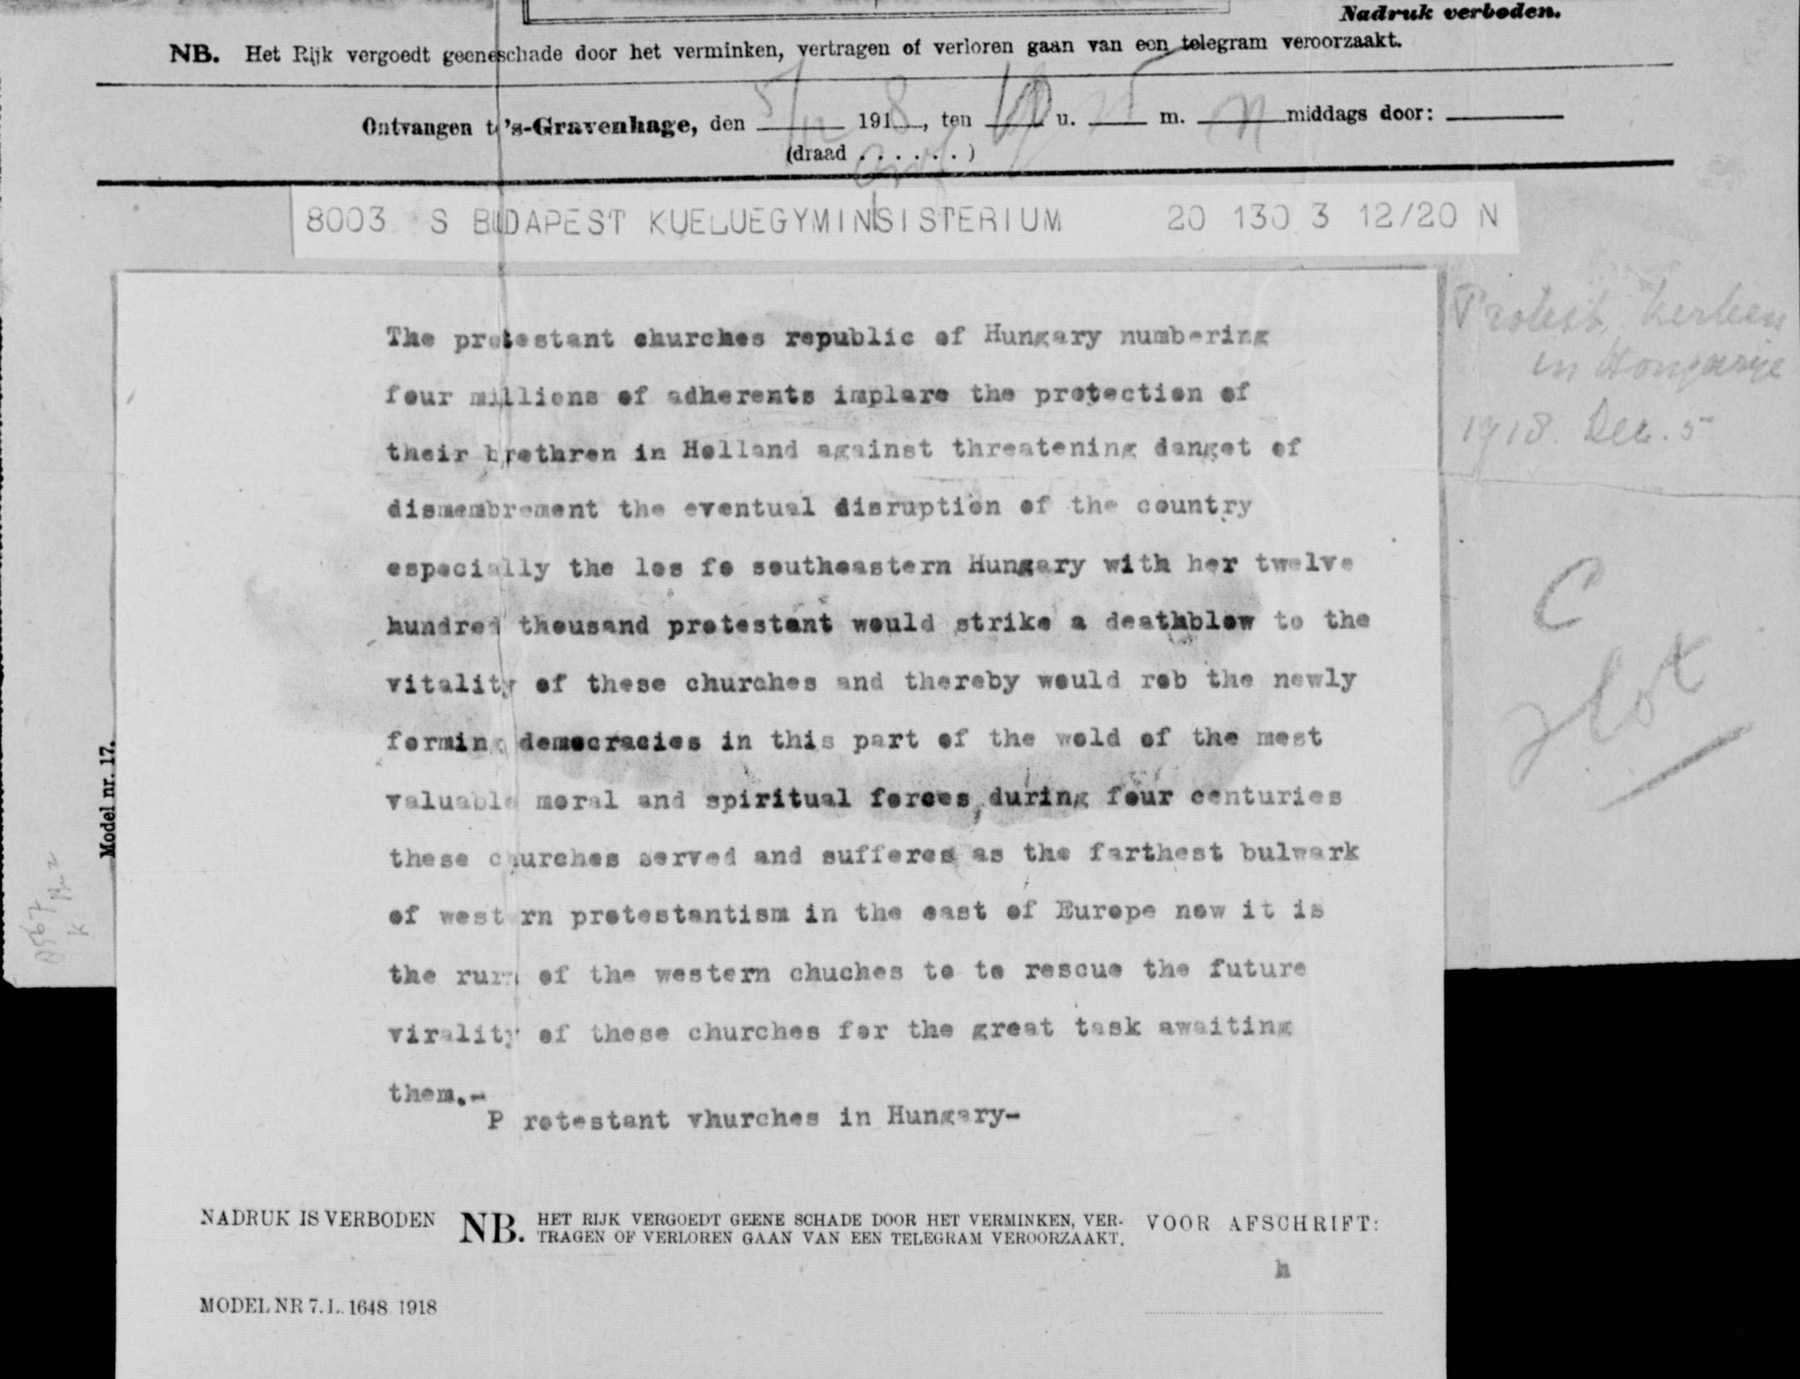 Nadruk verboden.
NB. Het Rijk vergoedt geene schade door het verminken, vertragen of verloren gaan van een telegram veroorzaakt.
Ontvangen te 's-Gravenhage, den 5/12 1918, ten u. m. middags door:
(draad . . . . . . )
8003 S BUDAPEST KUELUEGYMINSISTERIUM 20 130 3 12/20 N
Protest. Kerken
in Hongarije
1918. Dec. 5
The protestant churches republic of Hungary numbering
four millions of adherents implare the protection of
their brethren in Holland against threatening danget of
dismembrement the eventual disruption of the country
especially the los fo southeastern Hungary with her twelve
hundred thousand protestant would strike a deathblow to the
vitality of these churches and thereby would rob the newly
forming democracies in this part of the wold of the most
valuable moral and spiritual forces, during four centuries
these churches served and sufferes as the farthest bulwark
of western protestantism in the east of Europe now it is
the rurn of the western chuches to to rescue the future
virality of these churches for the great task awaiting
them.-
P rotestant vhurches in Hungary-
C
Model nr. 17.
NADRUK IS VERBODEN NB. HET RIJK VERGOEDT GEENE SCHADE DOOR HET VERMINKEN, VER-
TRAGEN OF VERLOREN GAAN VAN EEN TELEGRAM VEROORZAAKT.
VOOR AFSCHRIFT:
h
MODEL NR 7. L. 1648 1918